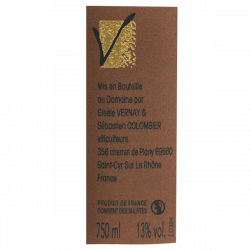 Mis en Bouteille
au Domaine par
Gisèle VERNAY &
Sébastien COLOMBIER
viticulteurs
356 chemin de Plany 69560
Saint-Cyr Sur Le Rhône
France
PRODUIT DE FRANCE
CONTIENT DES SULFITES
750 ml 13% vol.